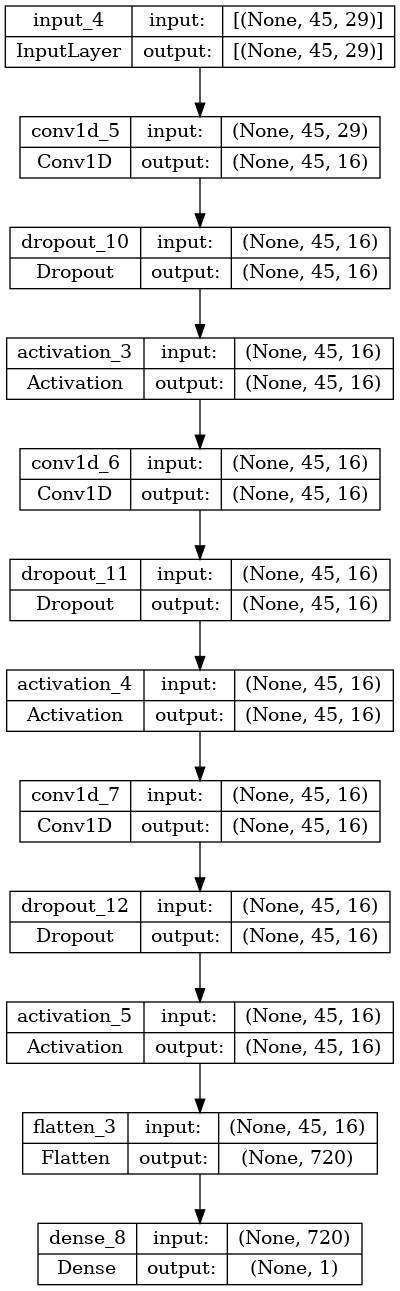 input_4 input: [(None, 45, 29)]
InputLayer output: [(None, 45, 29)]
conv1d_5 input: (None, 45, 29)
Conv1D output: (None, 45, 16)
dropout_10 input: (None, 45, 16)
Dropout output: (None, 45, 16)
activation_3 input: (None, 45, 16)
Activation output: (None, 45, 16)
conv1d_6 input: (None, 45, 16)
Conv1D output: (None, 45, 16)
dropout_11 input: (None, 45, 16)
Dropout output: (None, 45, 16)
activation_4 input: (None, 45, 16)
Activation output: (None, 45, 16)
conv1d_7 input: (None, 45, 16)
Conv1D output: (None, 45, 16)
dropout_12 input: (None, 45, 16)
Dropout output: (None, 45, 16)
activation_5 input: (None, 45, 16)
Activation output: (None, 45, 16)
flatten_3 input: (None, 45, 16)
Flatten output: (None, 720)
dense_8 input: (None, 720)
Dense output: (None, 1)